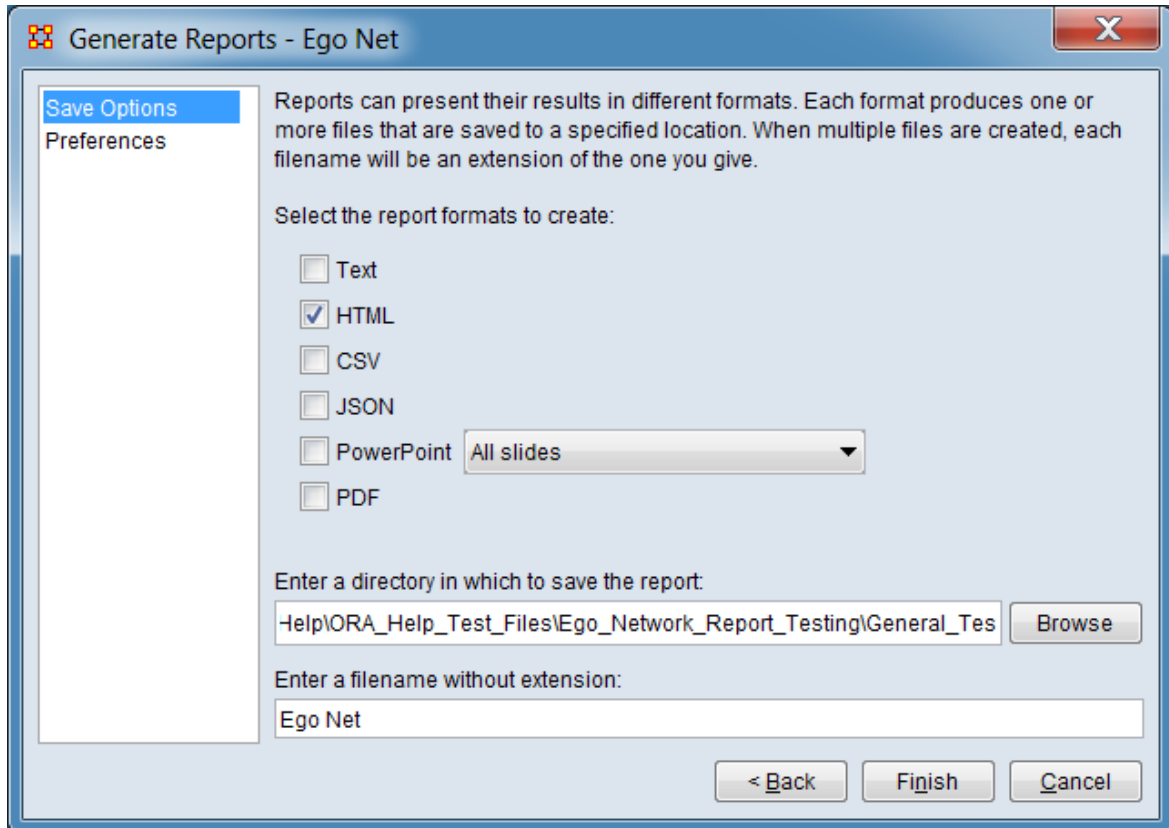 Generate Reports - Ego Net
Save Options
Preferences
Reports can present their results in different formats. Each format produces one or
more files that are saved to a specified location. When multiple files are created, each
filename will be an extension of the one you give.
Select the report formats to create:
Text
HTML
CSV
JSON
PowerPoint All slides
PDF
Enter a directory in which to save the report:
Help\ORA_Help_Test_Files\Ego_Network_Report_Testing\General_Tes Browse
Enter a filename without extension:
Ego Net
< Back Finish Cancel